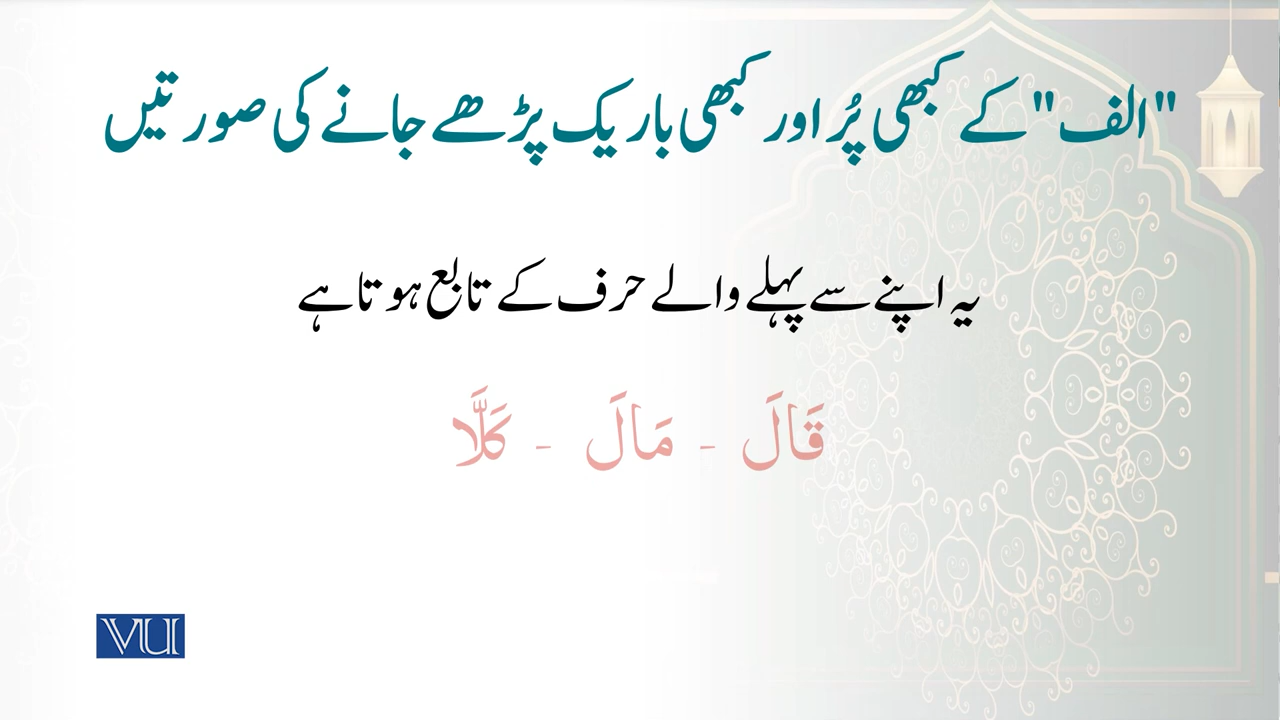 "الف" کے کبھی پُر اور کبھی باریک پڑھے جانے کی صورتیں
یہ اپنے سے پہلے والے حرف کے تابع ہوتا ہے
قَالَ - مَالَ - كَلَّا
VU